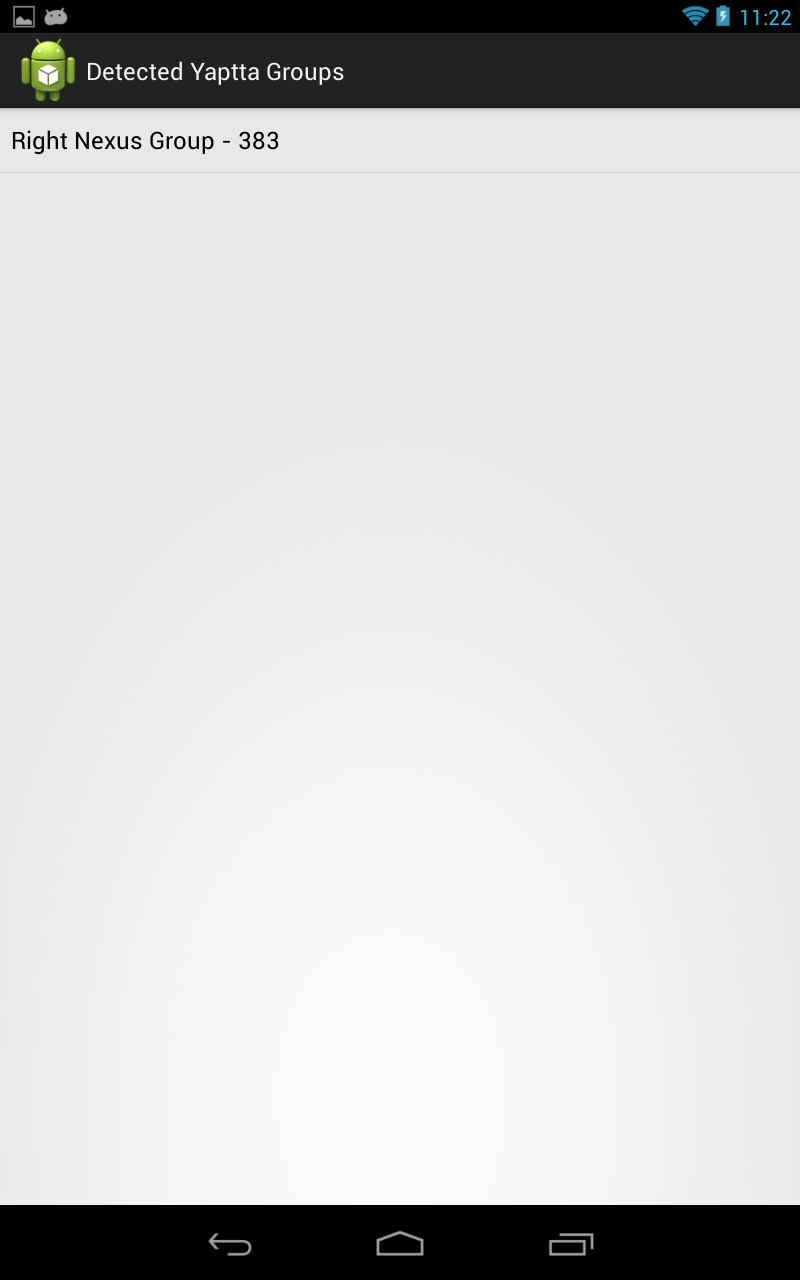 11:22
Detected Yaptta Groups
Right Nexus Group - 383